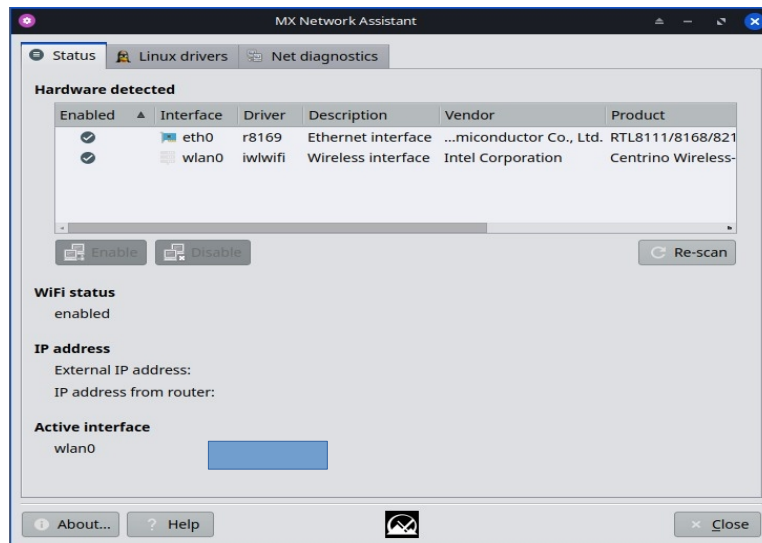 MX Network Assistant
Status Linux drivers Net diagnostics
Hardware detected
Enabled Interface Driver Description Vendor Product
eth0 r8169 Ethernet interface ...miconductor Co., Ltd. RTL8111/8168/821
wlan0 iwlwifi Wireless interface Intel Corporation Centrino Wireless-
Enable Disable Re-scan
WiFi status
enabled
IP address
External IP address:
IP address from router:
Active interface
wlan0
About... ? Help × Close